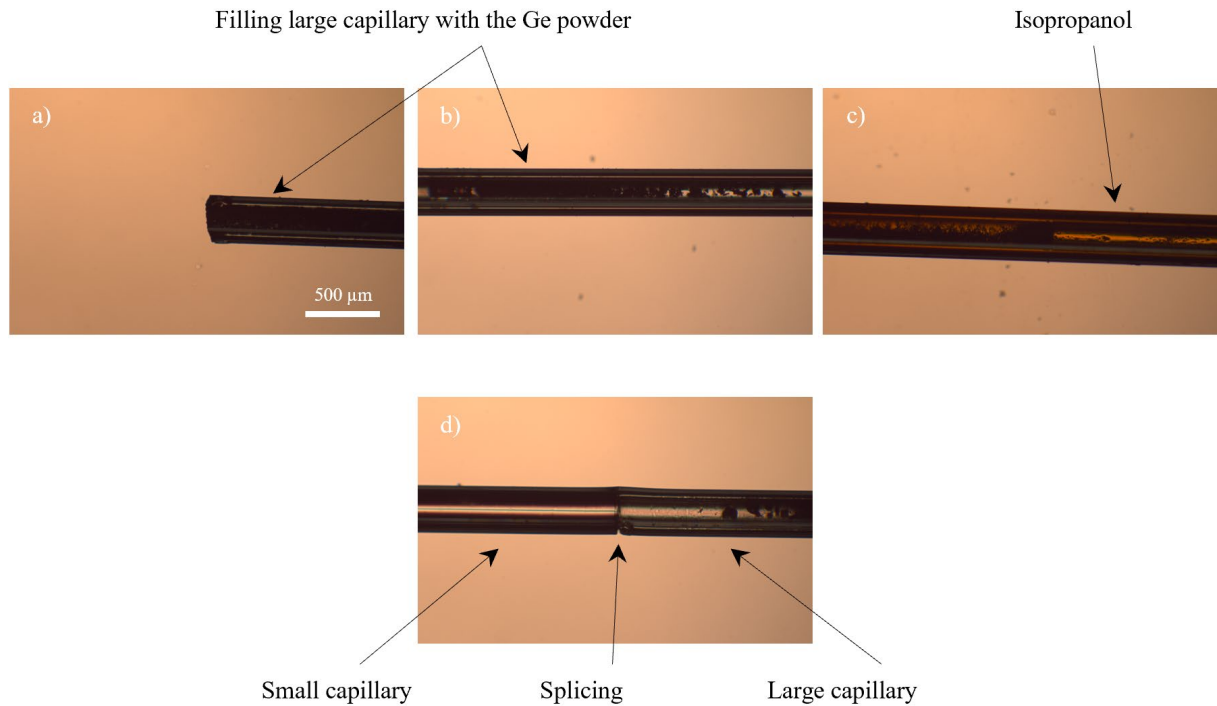 Filling large capillary with the Ge powder
Isopropanol
a)
b)
c)
500 µm
d)
Small capillary
Splicing
Large capillary